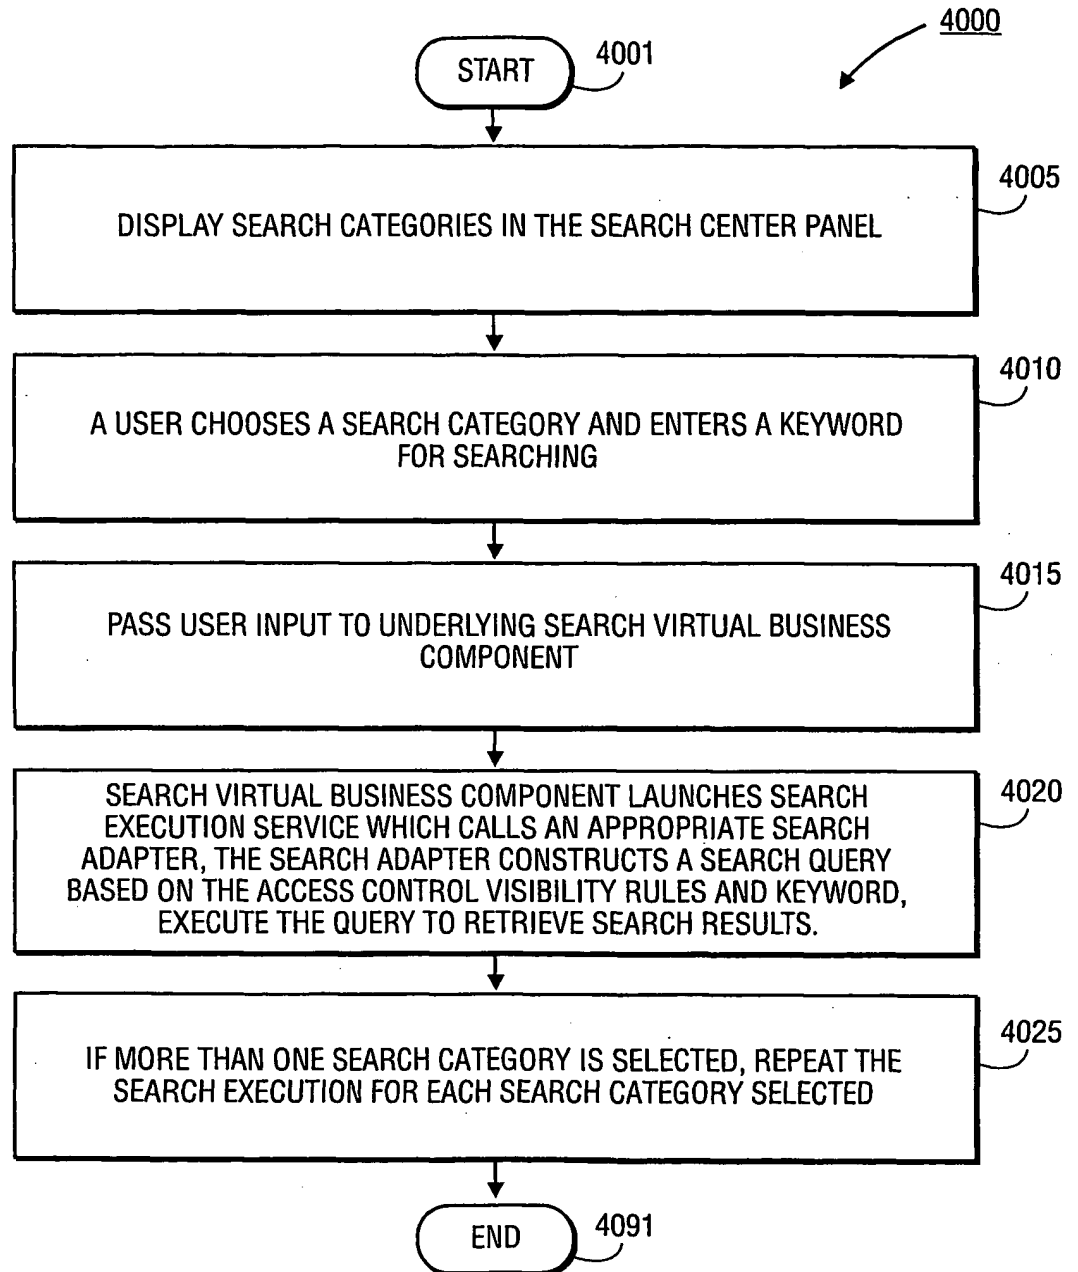 4000
START
4001
4005
DISPLAY SEARCH CATEGORIES IN THE SEARCH CENTER PANEL
4010
A USER CHOOSES A SEARCH CATEGORY AND ENTERS A KEYWORD
FOR SEARCHING
4015
PASS USER INPUT TO UNDERLYING SEARCH VIRTUAL BUSINESS
COMPONENT
4020
SEARCH VIRTUAL BUSINESS COMPONENT LAUNCHES SEARCH
EXECUTION SERVICE WHICH CALLS AN APPROPRIATE SEARCH
ADAPTER, THE SEARCH ADAPTER CONSTRUCTS A SEARCH QUERY
BASED ON THE ACCESS CONTROL VISIBILITY RULES AND KEYWORD,
EXECUTE THE QUERY TO RETRIEVE SEARCH RESULTS.
4025
IF MORE THAN ONE SEARCH CATEGORY IS SELECTED, REPEAT THE
SEARCH EXECUTION FOR EACH SEARCH CATEGORY SELECTED
END
4091